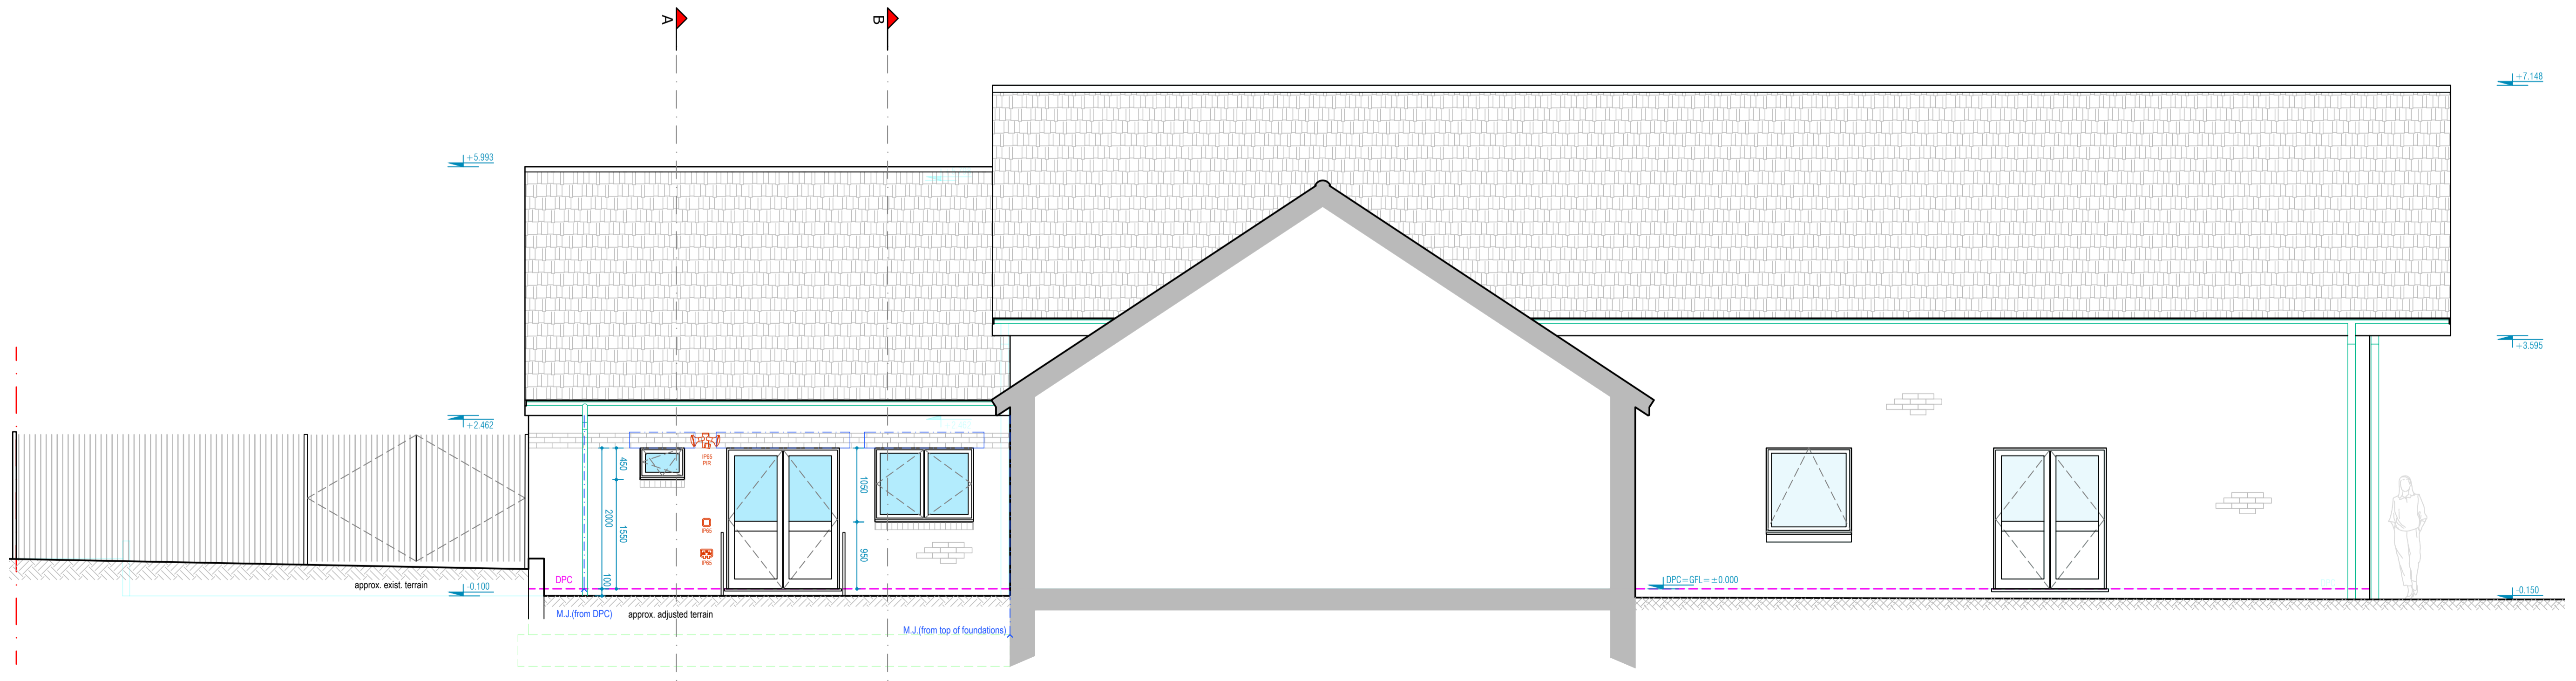 A
B
+7.148
+5.993
+3.595
+2.462
IP65
PIR
450
1050
2000
1550
IP65
IP65
950
100
DPC
DPC=GFL=±0.000
approx. exist. terrain
-0.100
-0.150
M.J.(from DPC)
approx. adjusted terrain
M.J.(from top of foundations)